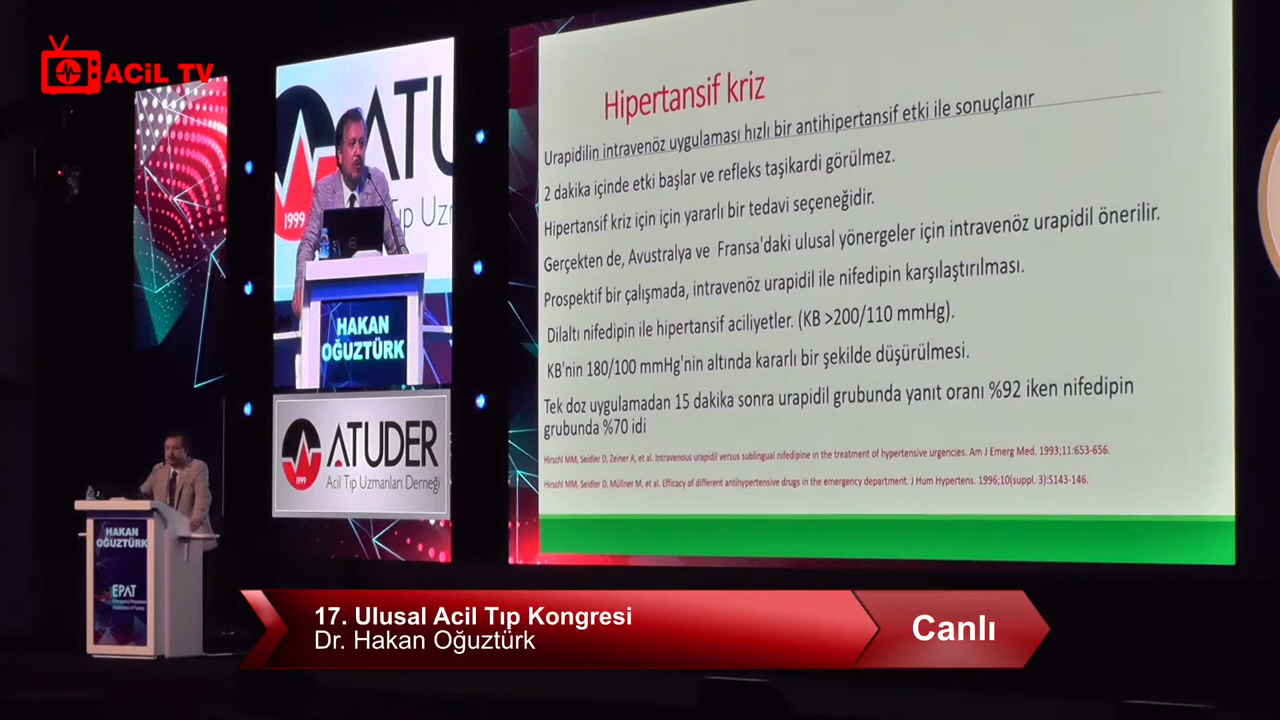 ACİL TV
ATU
1999
Tıp Uzm
HAKAN
OĞUZTÜRK
ATUDER
1999
Acil Tıp Uzmanları Derneği
HAKAN
OĞUZTÜRK
EPAT
Hipertansif kriz
Urapidilin intravenöz uygulaması hızlı bir antihipertansif etki ile sonuçlanır
2 dakika içinde etki başlar ve refleks taşikardi görülmez.
Hipertansif kriz için için yararlı bir tedavi seçeneğidir.
Gerçekten de, Avustralya ve Fransa'daki ulusal yönergeler için intravenöz urapidil önerilir.
Prospektif bir çalışmada, intravenöz urapidil ile nifedipin karşılaştırılması.
Dilaltı nifedipin ile hipertansif aciliyetler. (KB >200/110 mmHg).
KB'nin 180/100 mmHg'nin altında kararlı bir şekilde düşürülmesi.
Tek doz uygulamadan 15 dakika sonra urapidil grubunda yanıt oranı %92 iken nifedipin
grubunda %70 idi
Hirschl MM, Seidler D, Zeiner A, et al. Intravenous urapidil versus sublingual nifedipine in the treatment of hypertensive urgencies. Am J Emerg Med. 1993;11:653-656.
Hirschl MM, Seidler D, Müllner M, et al. Efficacy of different antihypertensive drugs in the emergency department. J Hum Hypertens. 1996;10(suppl. 3):S143-146.
17. Ulusal Acil Tıp Kongresi
Dr. Hakan Oğuztürk
Canlı